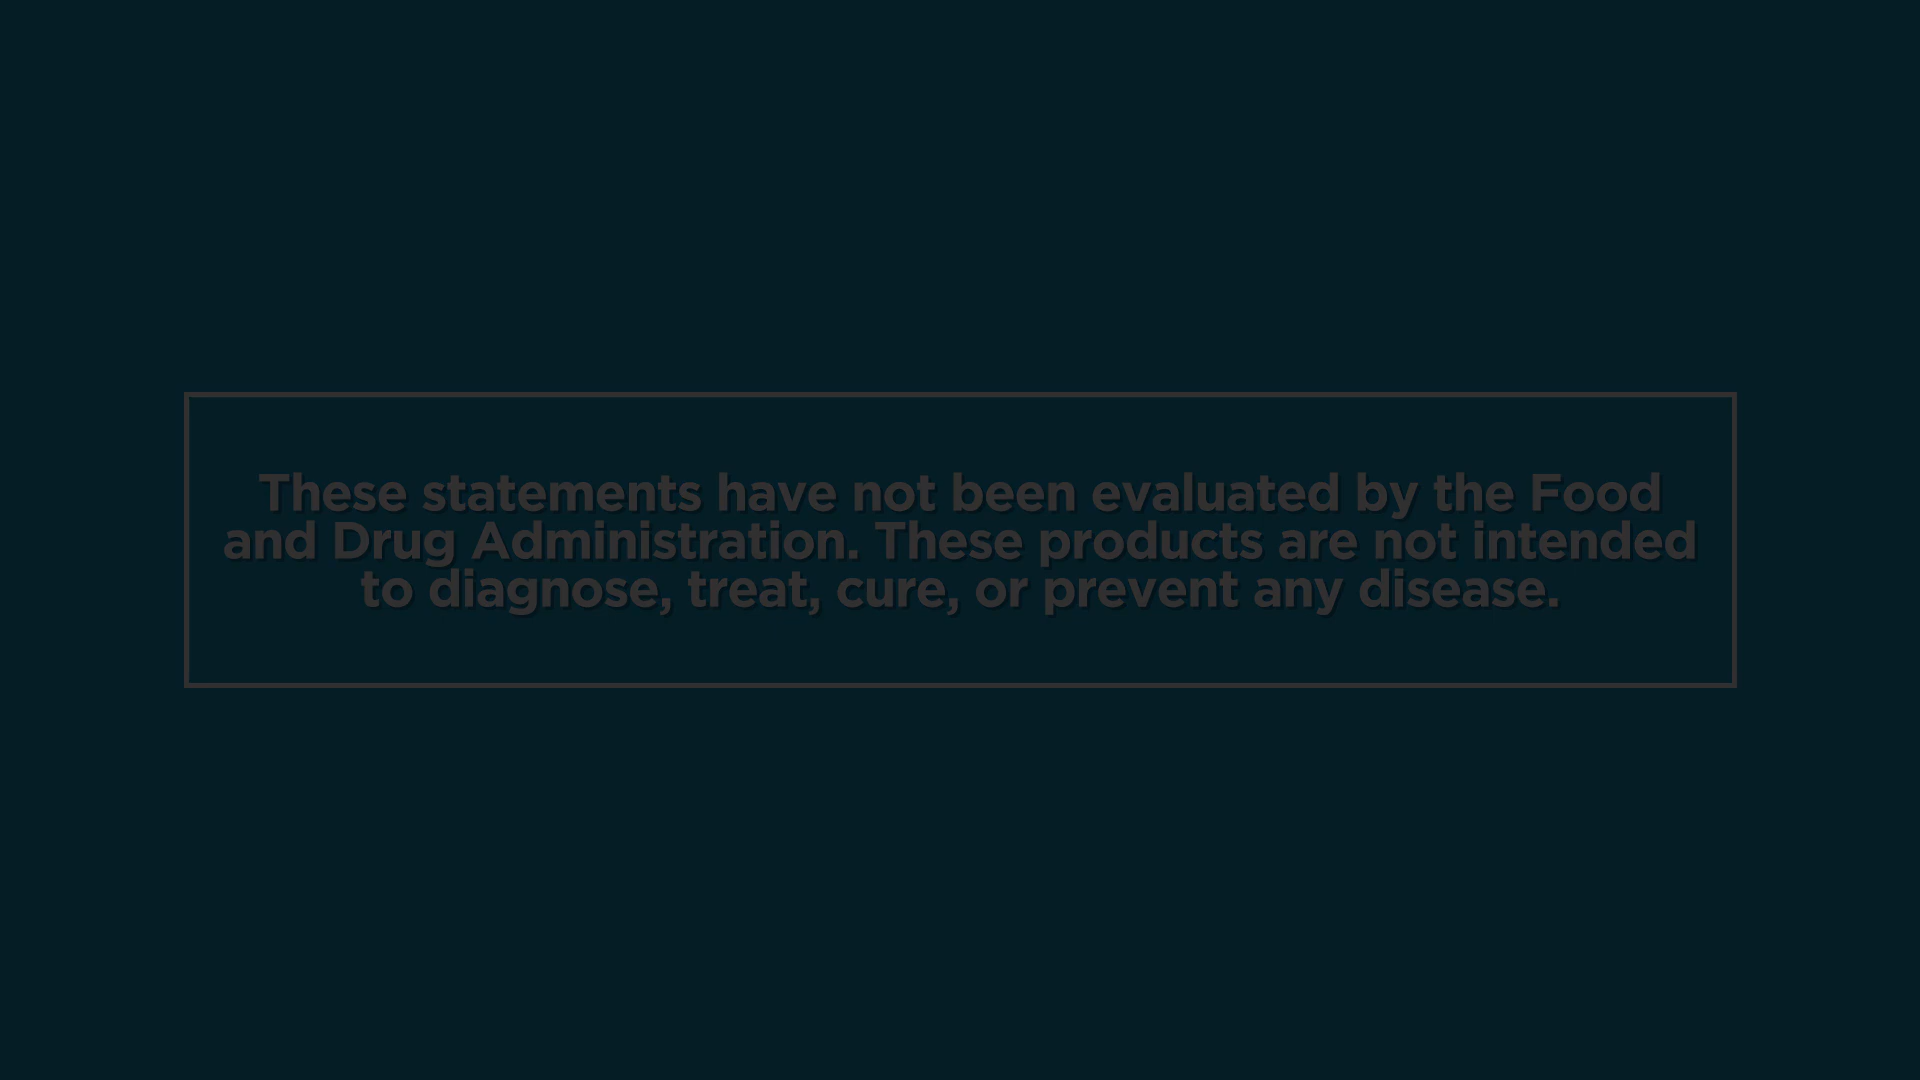 These statements have not been evaluated by the Food
and Drug Administration. These products are not intended
to diagnose, treat, cure, or prevent any disease.